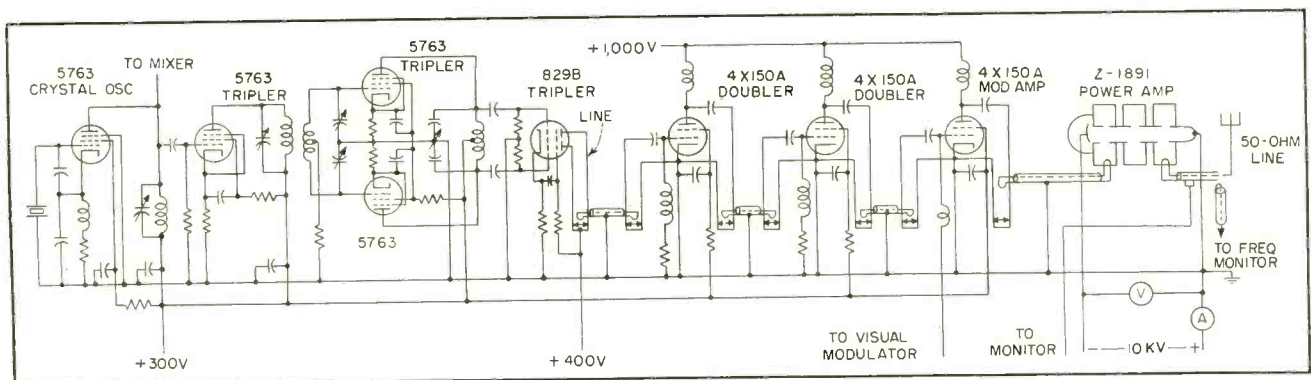 5763
CRYSTAL OSC
TO MIXER
5763
TRIPLER
5763
TRIPLER
5763
829B
TRIPLER
LINE
+1,000V
4X150A
DOUBLER
4X150A
DOUBLER
4X150A
MOD AMP
Z-1891
POWER AMP
50-OHM
LINE
TO FREQ
MONITOR
V
A
+300V
+400V
TO VISUAL
MODULATOR
TO
MONITOR
-10KV-+